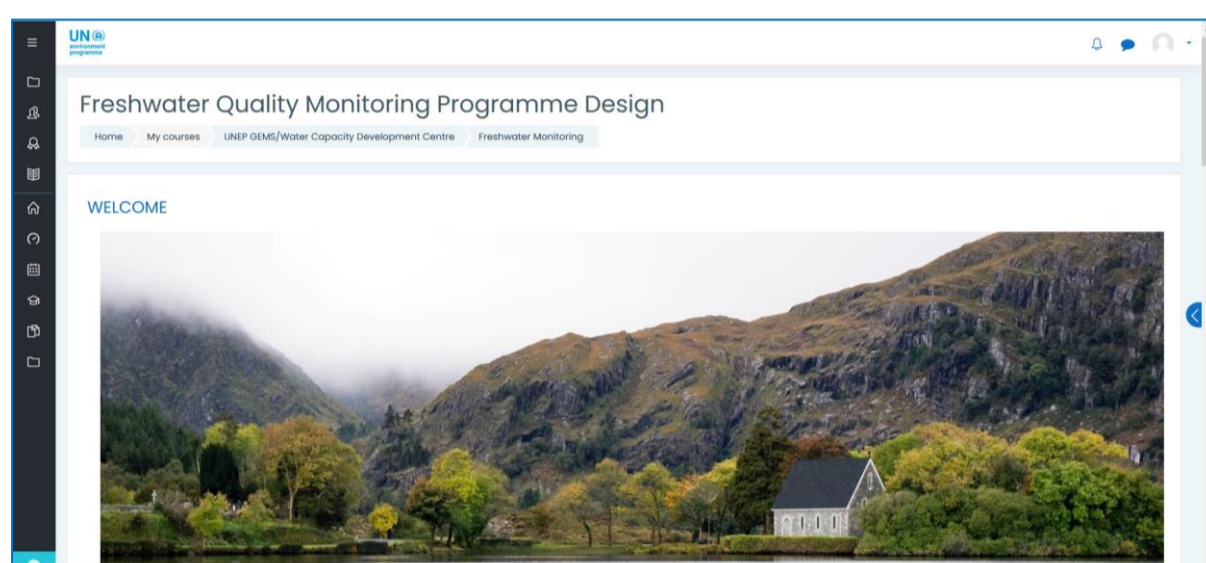 UN
environment
programme
Freshwater Quality Monitoring Programme Design
Home My courses UNEP GEMS/Water Capacity Development Centre Freshwater Monitoring
WELCOME